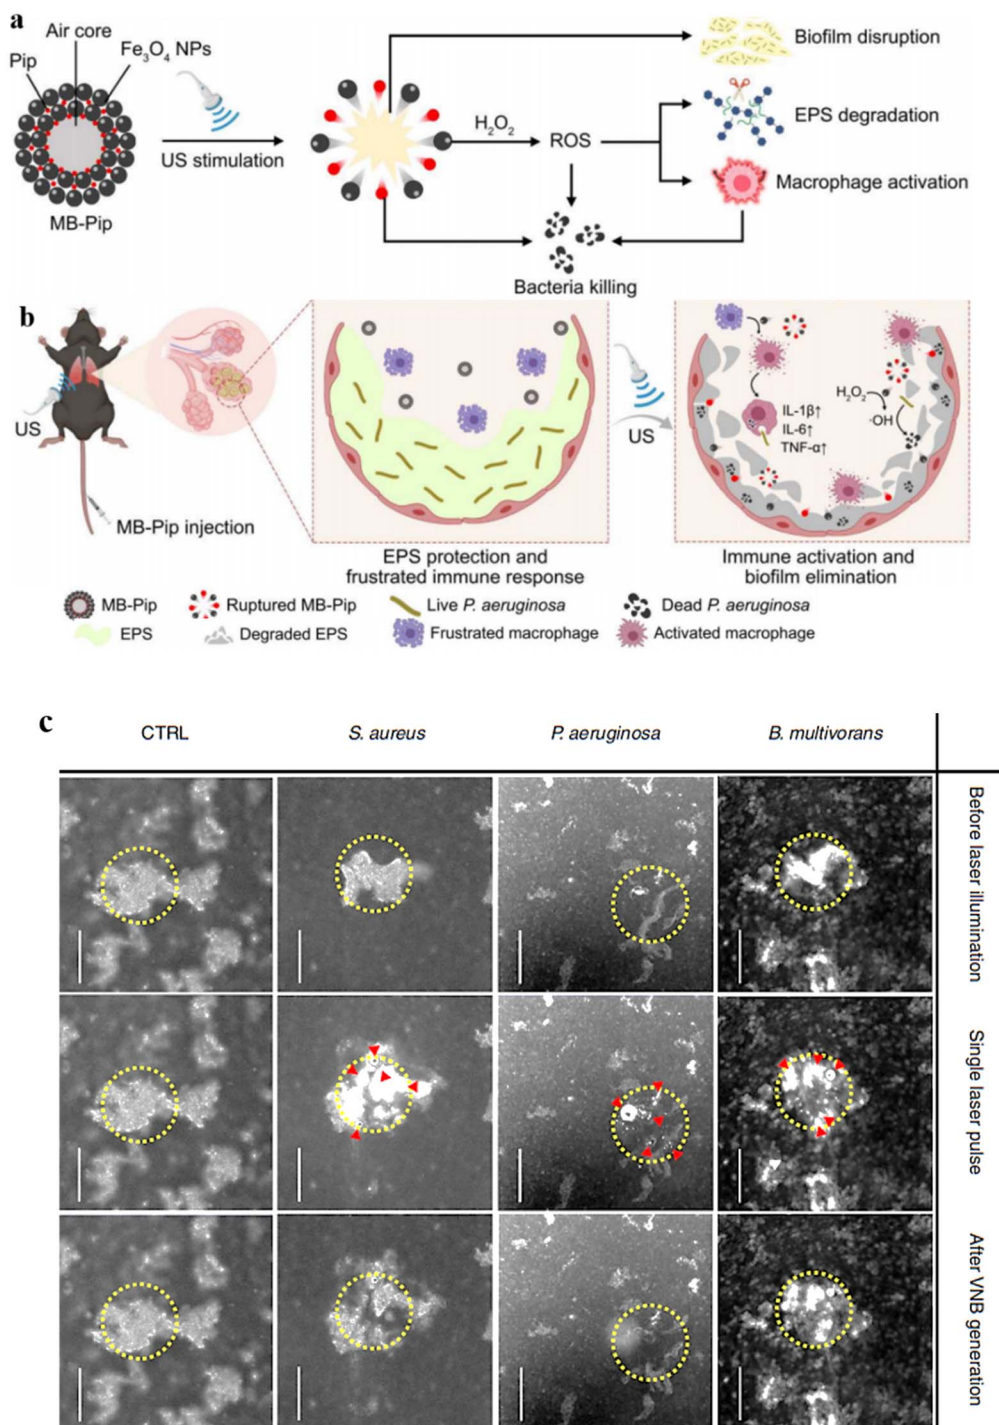 a
Air core
Pip
Fe₃O₄ NPs
US stimulation
MB-Pip
H₂O₂
ROS
Biofilm disruption
EPS degradation
Macrophage activation
Bacteria killing
b
US
MB-Pip injection
EPS protection and
frustrated immune response
US
IL-1β↑
IL-6↑
TNF-α↑
H₂O₂
·OH
Immune activation and
biofilm elimination
MB-Pip
Ruptured MB-Pip
Live P. aeruginosa
Dead P. aeruginosa
EPS
Degraded EPS
Frustrated macrophage
Activated macrophage
c
CTRL
S. aureus
P. aeruginosa
B. multivorans
Before laser illumination
Single laser pulse
After VNB generation